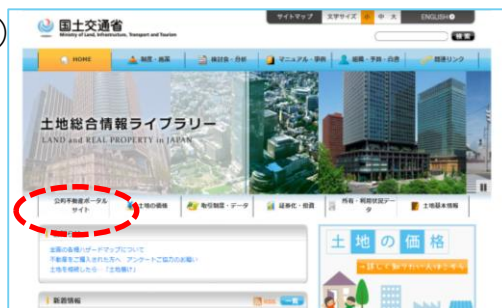 国土交通省
Ministry of Land, Infrastructure, Transport and Tourism
サイトマップ 文字サイズ 小 中 大 ENGLISH
検索
HOME 制度・施策 検討会・分析 マニュアル・事例 組織・予算・白書 関連リンク
土地総合情報ライブラリー
LAND and REAL PROPERTY in JAPAN
公的不動産ポータルサイト
土地の価格 取引制度・データ 証券化・投資 所有・利用状況データ 土地基本情報
全国の各種ハザードマップについて
不動産をご購入された方へ アンケートご協力のお願い
土地を相続したら…「土地届け」
新着情報
RSS 一覧
土地の価格